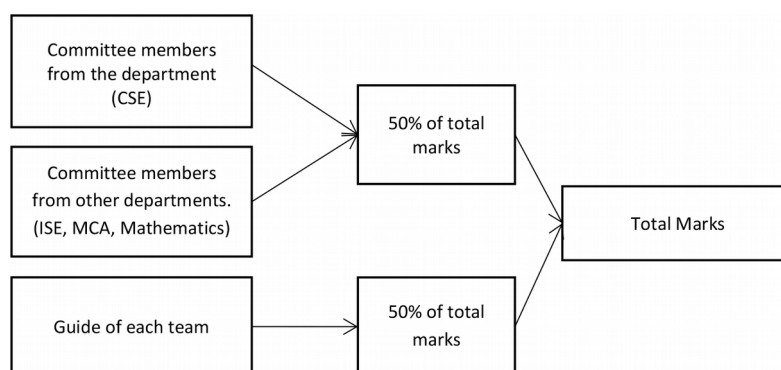 Committee members
from the department
(CSE)
Committee members
from other departments.
(ISE, MCA, Mathematics)
Guide of each team
50% of total
marks
50% of total
marks
Total Marks